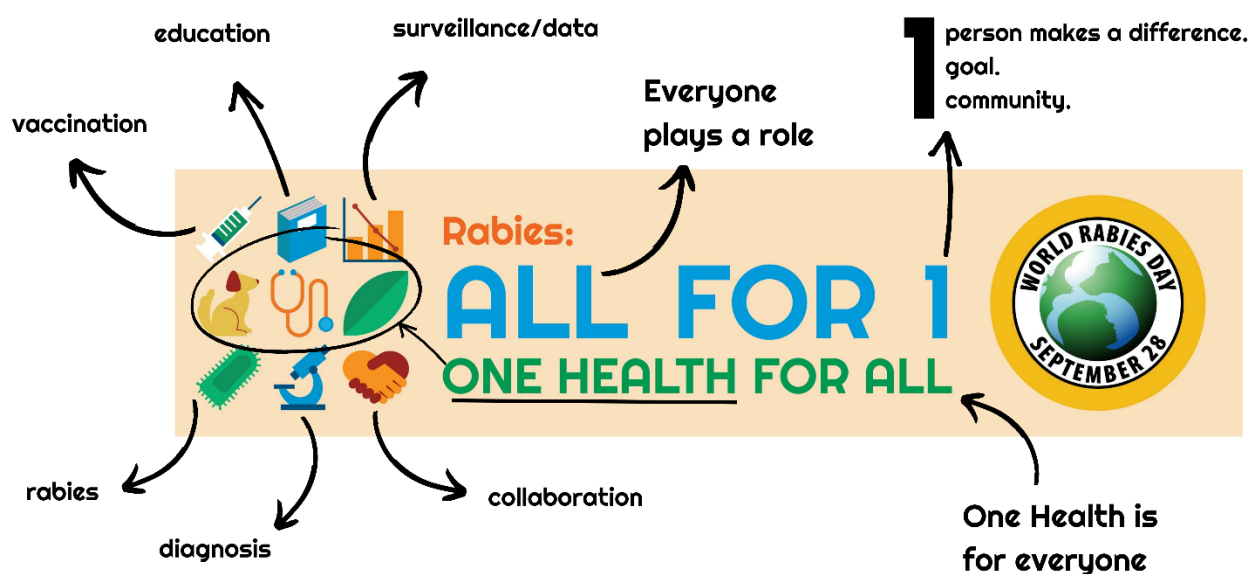 education
surveillance/data
1 person makes a difference.
goal.
community.
Everyone
plays a role
vaccination
Rabies:
ALL FOR 1
ONE HEALTH FOR ALL
WORLD RABIES DAY
SEPTEMBER 28
rabies
diagnosis
collaboration
One Health is
for everyone